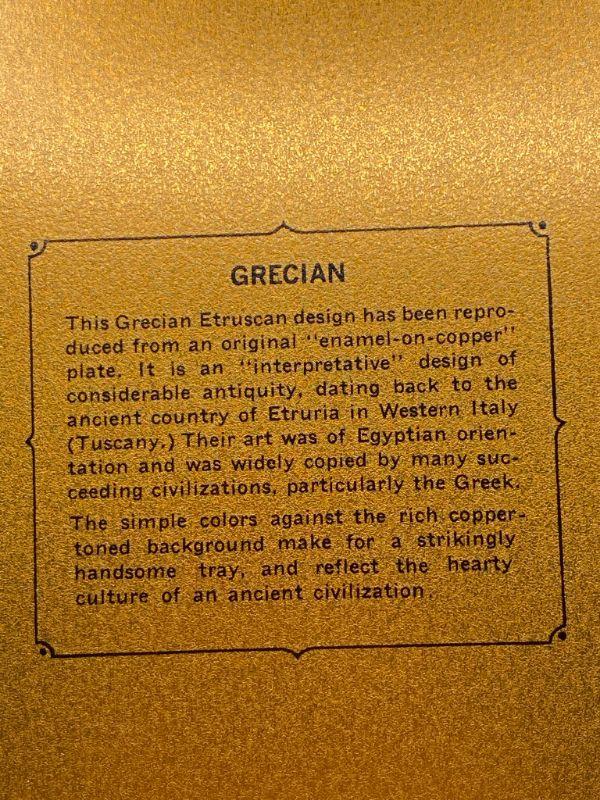 GRECIAN
This Grecian Etruscan design has been repro-
duced from an original "enamel-on-copper"
plate. It is an "interpretative" design of
considerable antiquity, dating back to the
ancient country of Etruria in Western Italy
(Tuscany.) Their art was of Egyptian orien-
tation and was widely copied by many suc-
ceeding civilizations, particularly the Greek.
The simple colors against the rich copper-
toned background make for a strikingly
handsome tray, and reflect the hearty
culture of an ancient civilization.